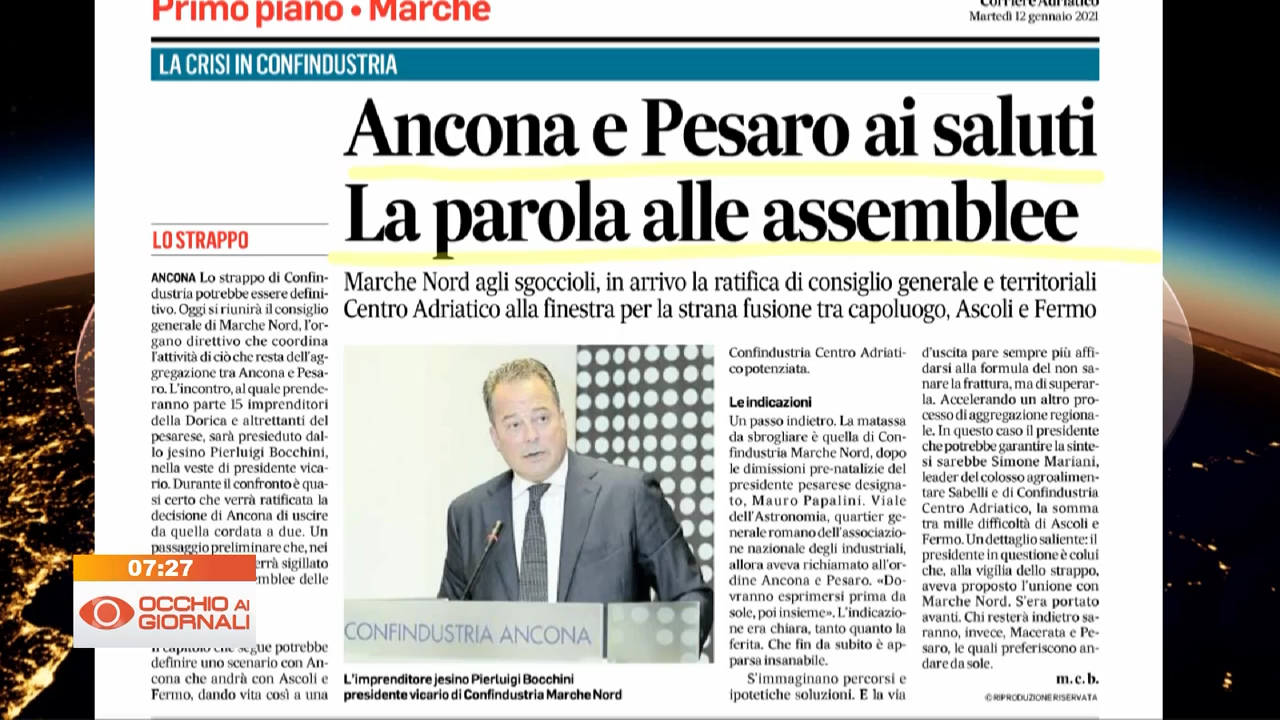 Primo piano • Marche
Corriere Adriatico
Martedì 12 gennaio 2021
LA CRISI IN CONFINDUSTRIA
Ancona e Pesaro ai saluti
La parola alle assemblee
Marche Nord agli sgoccioli, in arrivo la ratifica di consiglio generale e territoriali
Centro Adriatico alla finestra per la strana fusione tra capoluogo, Ascoli e Fermo
LO STRAPPO
ANCONA Lo strappo di Confin-
dustria potrebbe essere defini-
tivo. Oggi si riunirà il consiglio
generale di Marche Nord, l'or-
gano direttivo che coordina
l'attività di ciò che resta dell'ag-
gregazione tra Ancona e Pesa-
ro. L'incontro, al quale prende-
ranno parte 15 imprenditori
della Dorica e altrettanti del
pesarese, sarà presieduto dal-
lo jesino Pierluigi Bocchini,
nella veste di presidente vica-
rio. Durante il confronto è qua-
si certo che verrà ratificata la
decisione di Ancona di uscire
da quella cordata a due. Un
passaggio preliminare che, nei
errà sigillato
emblee delle
Il capitolo che segue potrebbe
definire uno scenario con An-
cona che andrà con Ascoli e
Fermo, dando vita così a una
CONFINDUSTRIA ANCONA
L'imprenditore jesino Pierluigi Bocchini
presidente vicario di Confindustria Marche Nord
Confindustria Centro Adriati-
co potenziata.
Le indicazioni
Un passo indietro. La matassa
da sbrogliare è quella di Con-
findustria Marche Nord, dopo
le dimissioni pre-natalizie del
presidente pesarese designa-
to, Mauro Papalini. Viale
dell'Astronomia, quartier ge-
nerale romano dell'associazio-
ne nazionale degli industriali,
allora aveva richiamato all'or-
dine Ancona e Pesaro. «Do-
vranno esprimersi prima da
sole, poi insieme». L'indicazio-
ne era chiara, tanto quanto la
ferita. Che fin da subito è ap-
parsa insanabile.
S'immaginano percorsi e
ipotetiche soluzioni. E la via
d'uscita pare sempre più affi-
darsi alla formula del non sa-
nare la frattura, ma di superar-
la. Accelerando un altro pro-
cesso di aggregazione regiona-
le. In questo caso il presidente
che potrebbe garantire la sinte-
si sarebbe Simone Mariani,
leader del colosso agroalimen-
tare Sabelli e di Confindustria
Centro Adriatico, la somma
tra mille difficoltà di Ascoli e
Fermo. Un dettaglio saliente: il
presidente in questione è colui
che, alla vigilia dello strappo,
aveva proposto l'unione con
Marche Nord. S'era portato
avanti. Chi resterà indietro sa-
ranno, invece, Macerata e Pe-
saro, le quali preferiscono an-
dare da sole.
m.c.b.
© RIPRODUZIONE RISERVATA
07:27
OCCHIO AI
GIORNALI